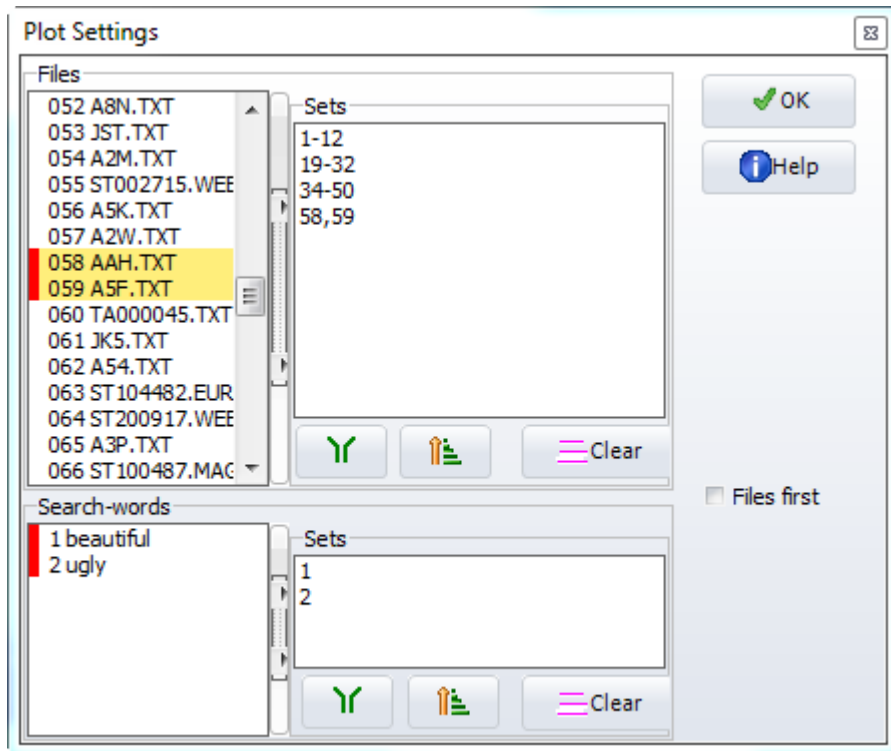 Plot Settings
Files
052 A8N.TXT
053 JST.TXT
054 A2M.TXT
055 ST002715.WEE
056 A5K.TXT
057 A2W.TXT
058 AAH.TXT
059 A5F.TXT
060 TA000045.TXT
061 JK5.TXT
062 A54.TXT
063 ST104482.EUR
064 ST200917.WEE
065 A3P.TXT
066 ST100487.MAG
Sets
1-12
19-32
34-50
58,59
Clear
OK
Help
Files first
Search-words
1 beautiful
2 ugly
Sets
1
2
Clear